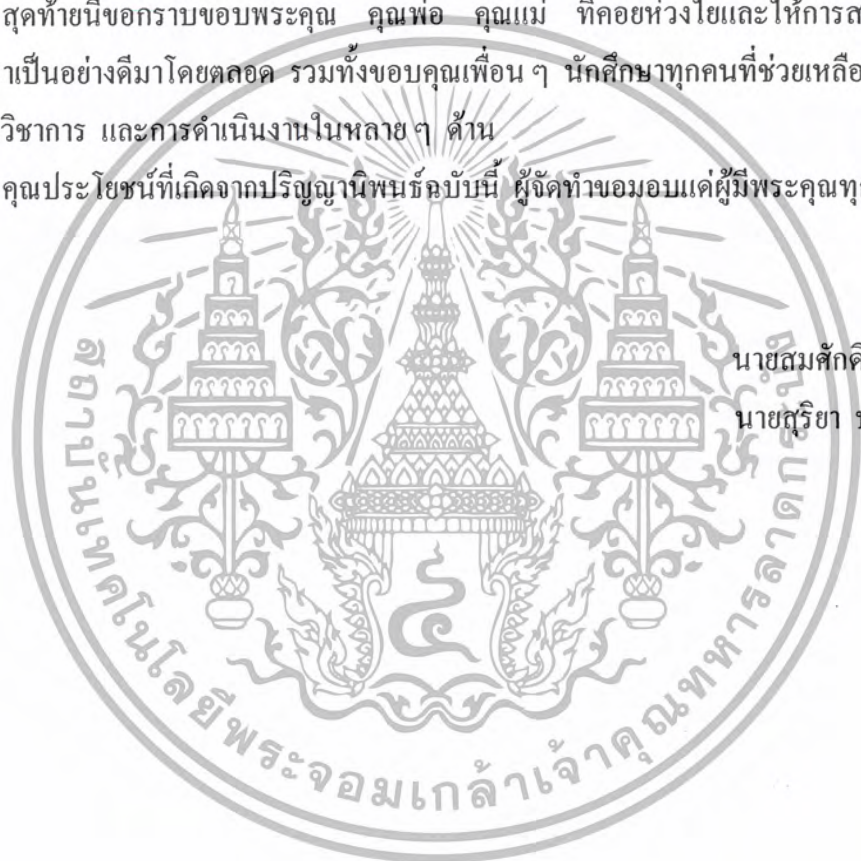 สุดท้ายนี้ขอกราบขอบพระคุณ คุณพ่อ คุณแม่ ที่คอยห่วงใยและให้การส
าเป็นอย่างดีมาโดยตลอด รวมทั้งขอบคุณเพื่อน ๆ นักศึกษาทุกคนที่ช่วยเหลือ
วิชาการ และการดำเนินงานในหลาย ๆ ด้าน
คุณประโยชน์ที่เกิดจากปริญญานิพนธ์ฉบับนี้ ผู้จัดทำขอมอบแด่ผู้มีพระคุณทุ
นายสมศักดิ
นายสุริยา
สถาบันเทคโนโลยีพระจอมเกล้าเจ้าคุณทหารลาดกระบัง